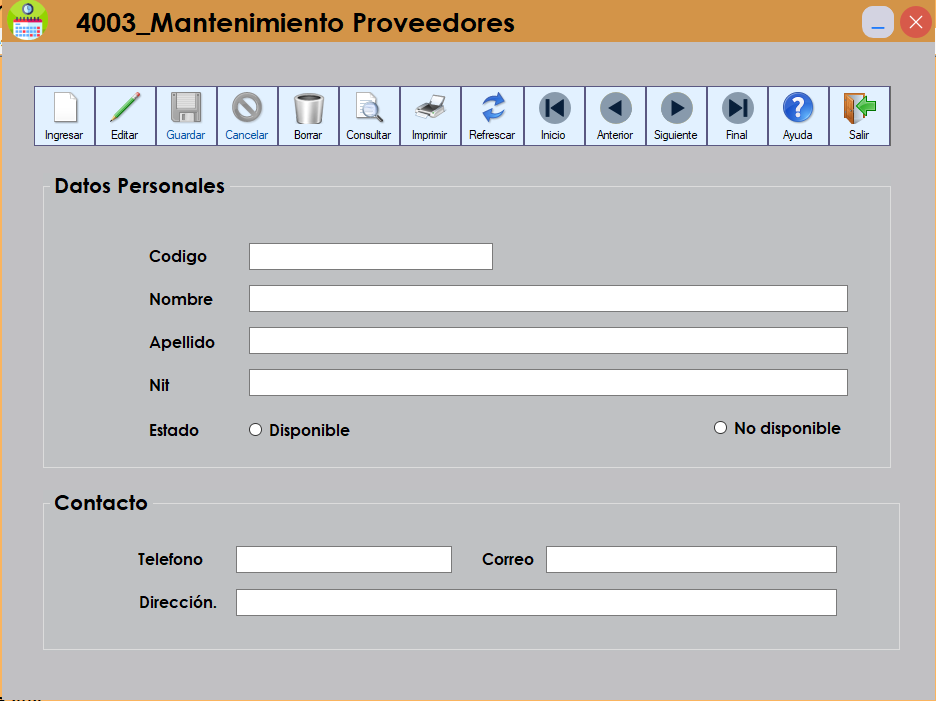 4003_Mantenimiento Proveedores
Ingresar Editar Guardar Cancelar Borrar Consultar Imprimir Refrescar Inicio Anterior Siguiente Final Ayuda Salir
Datos Personales
Codigo
Nombre
Apellido
Nit
Estado Disponible No disponible
Contacto
Telefono Correo
Dirección.